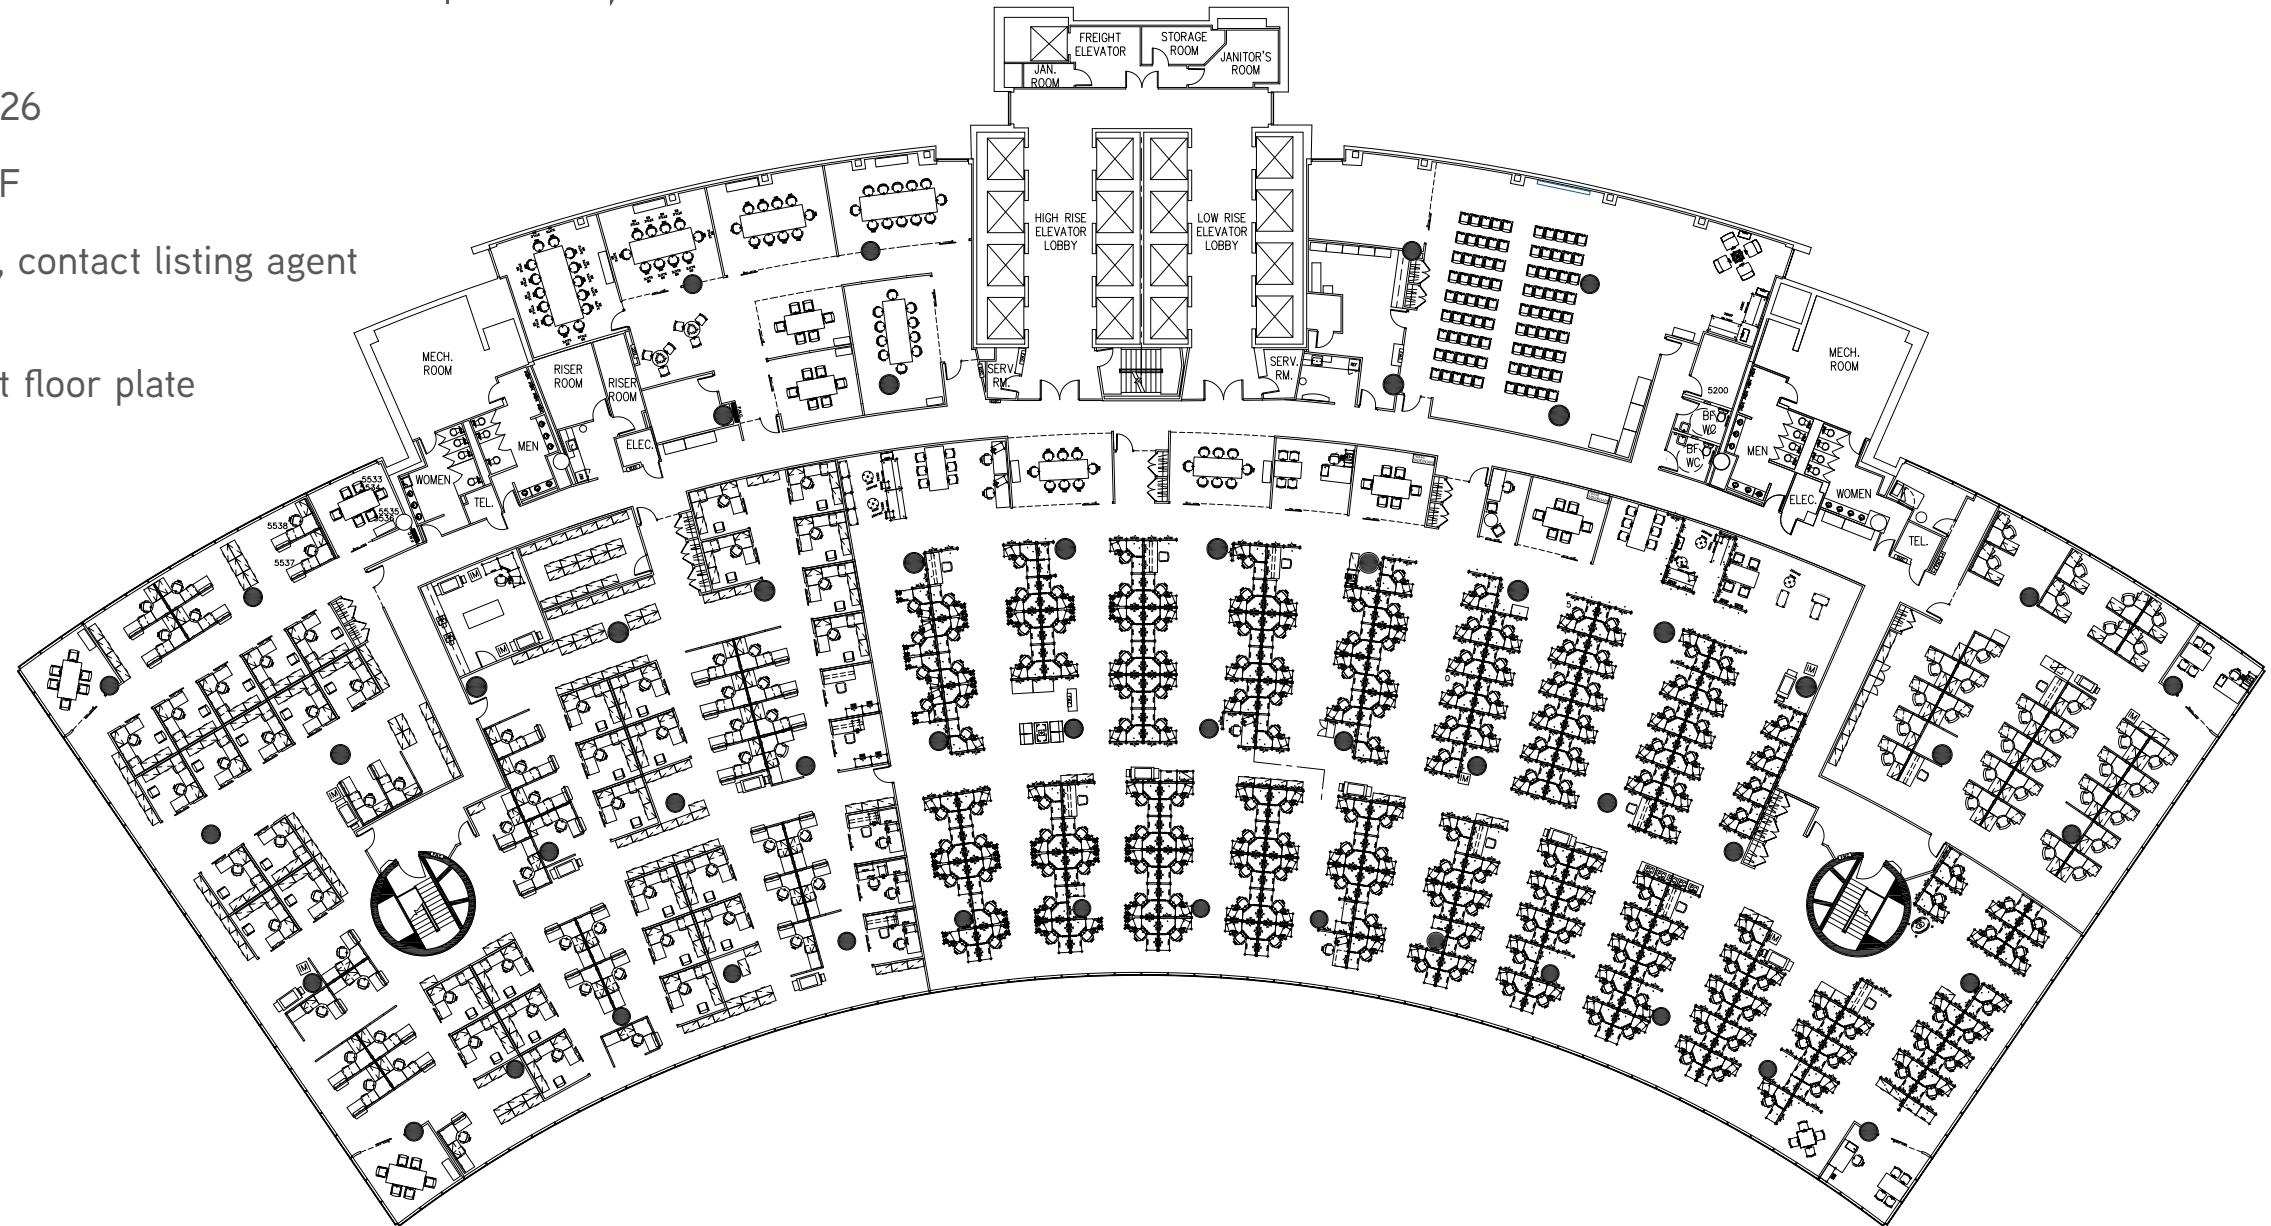 26
F
, contact listing agent
t floor plate
FREIGHT
ELEVATOR
STORAGE
ROOM
JANITOR'S
ROOM
JAN.
ROOM
HIGH RISE
ELEVATOR
LOBBY
LOW RISE
ELEVATOR
LOBBY
MECH.
ROOM
RISER
ROOM
RISER
ROOM
SERV.
RM.
SERV.
RM.
MECH.
ROOM
5200
BF
WC
BF
WC
MEN
ELEC.
WOMEN
TEL.
MEN
ELEC.
WOMEN
TEL.
5533
5534
5535
5536
5538
5537
M
M
M
M
M
M
M
M